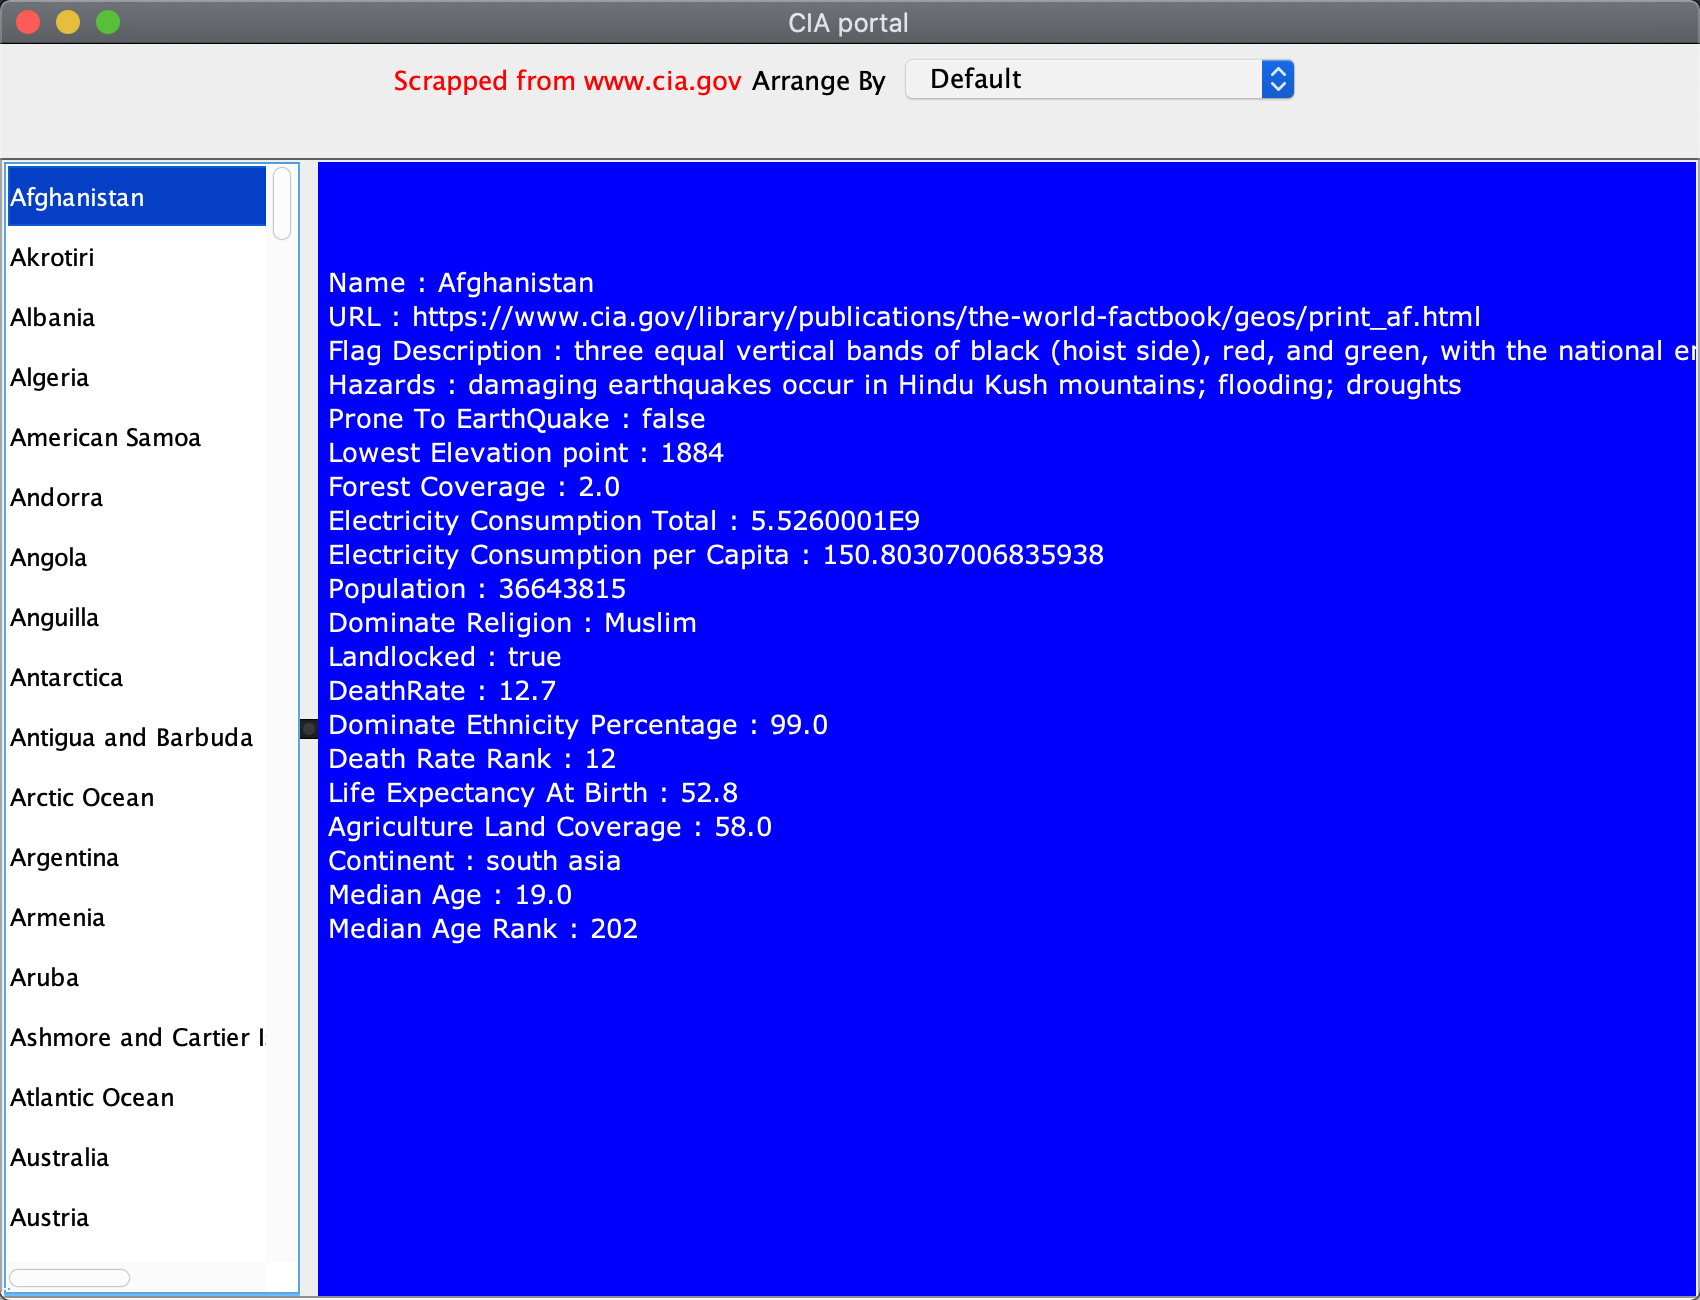 CIA portal
Scrapped from www.cia.gov Arrange By Default
Afghanistan
Akrotiri
Albania
Algeria
American Samoa
Andorra
Angola
Anguilla
Antarctica
Antigua and Barbuda
Arctic Ocean
Argentina
Armenia
Aruba
Ashmore and Cartier
Atlantic Ocean
Australia
Austria
Name : Afghanistan
URL : https://www.cia.gov/library/publications/the-world-factbook/geos/print_af.html
Flag Description : three equal vertical bands of black (hoist side), red, and green, with the national
Hazards : damaging earthquakes occur in Hindu Kush mountains; flooding; droughts
Prone To EarthQuake : false
Lowest Elevation point : 1884
Forest Coverage : 2.0
Electricity Consumption Total : 5.5260001E9
Electricity Consumption per Capita : 150.80307006835938
Population : 36643815
Dominate Religion : Muslim
Landlocked : true
DeathRate : 12.7
Dominate Ethnicity Percentage : 99.0
Death Rate Rank : 12
Life Expectancy At Birth : 52.8
Agriculture Land Coverage : 58.0
Continent : south asia
Median Age : 19.0
Median Age Rank : 202